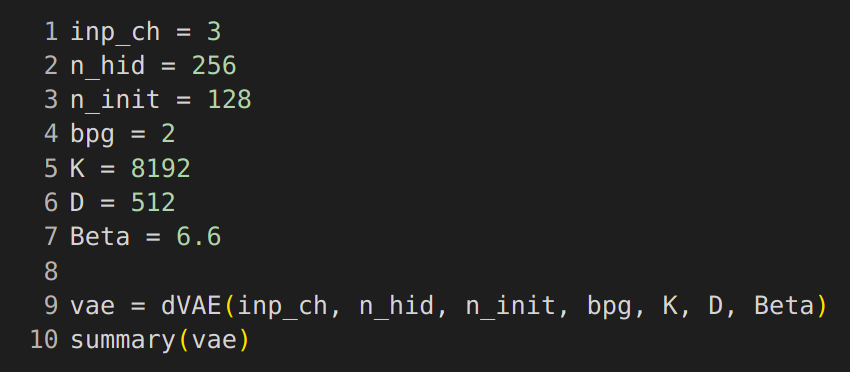 1 inp_ch = 3
2 n_hid = 256
3 n_init = 128
4 bpg = 2
5 K = 8192
6 D = 512
7 Beta = 6.6
8
9 vae = dVAE(inp_ch, n_hid, n_init, bpg, K, D, Beta)
10 summary(vae)